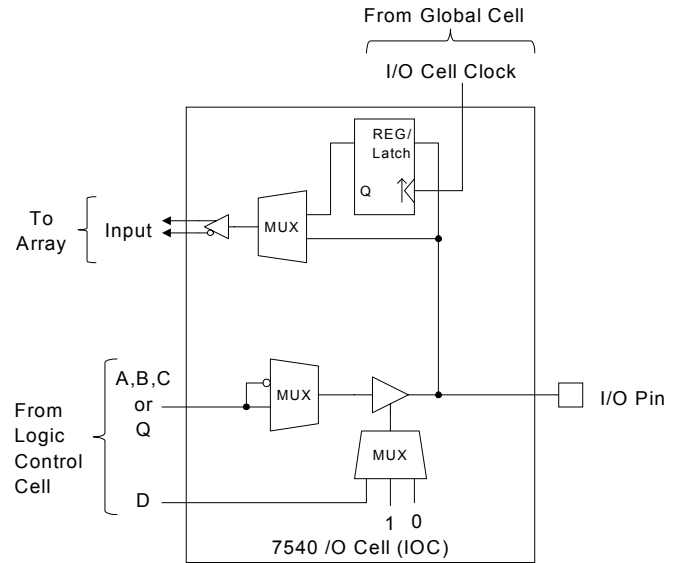 From Global Cell
I/O Cell Clock
REG/
Latch
Q
MUX
To
Array
Input
A,B,C
or
Q
MUX
I/O Pin
From
Logic
Control
Cell
MUX
D
1 0
7540 /O Cell (IOC)